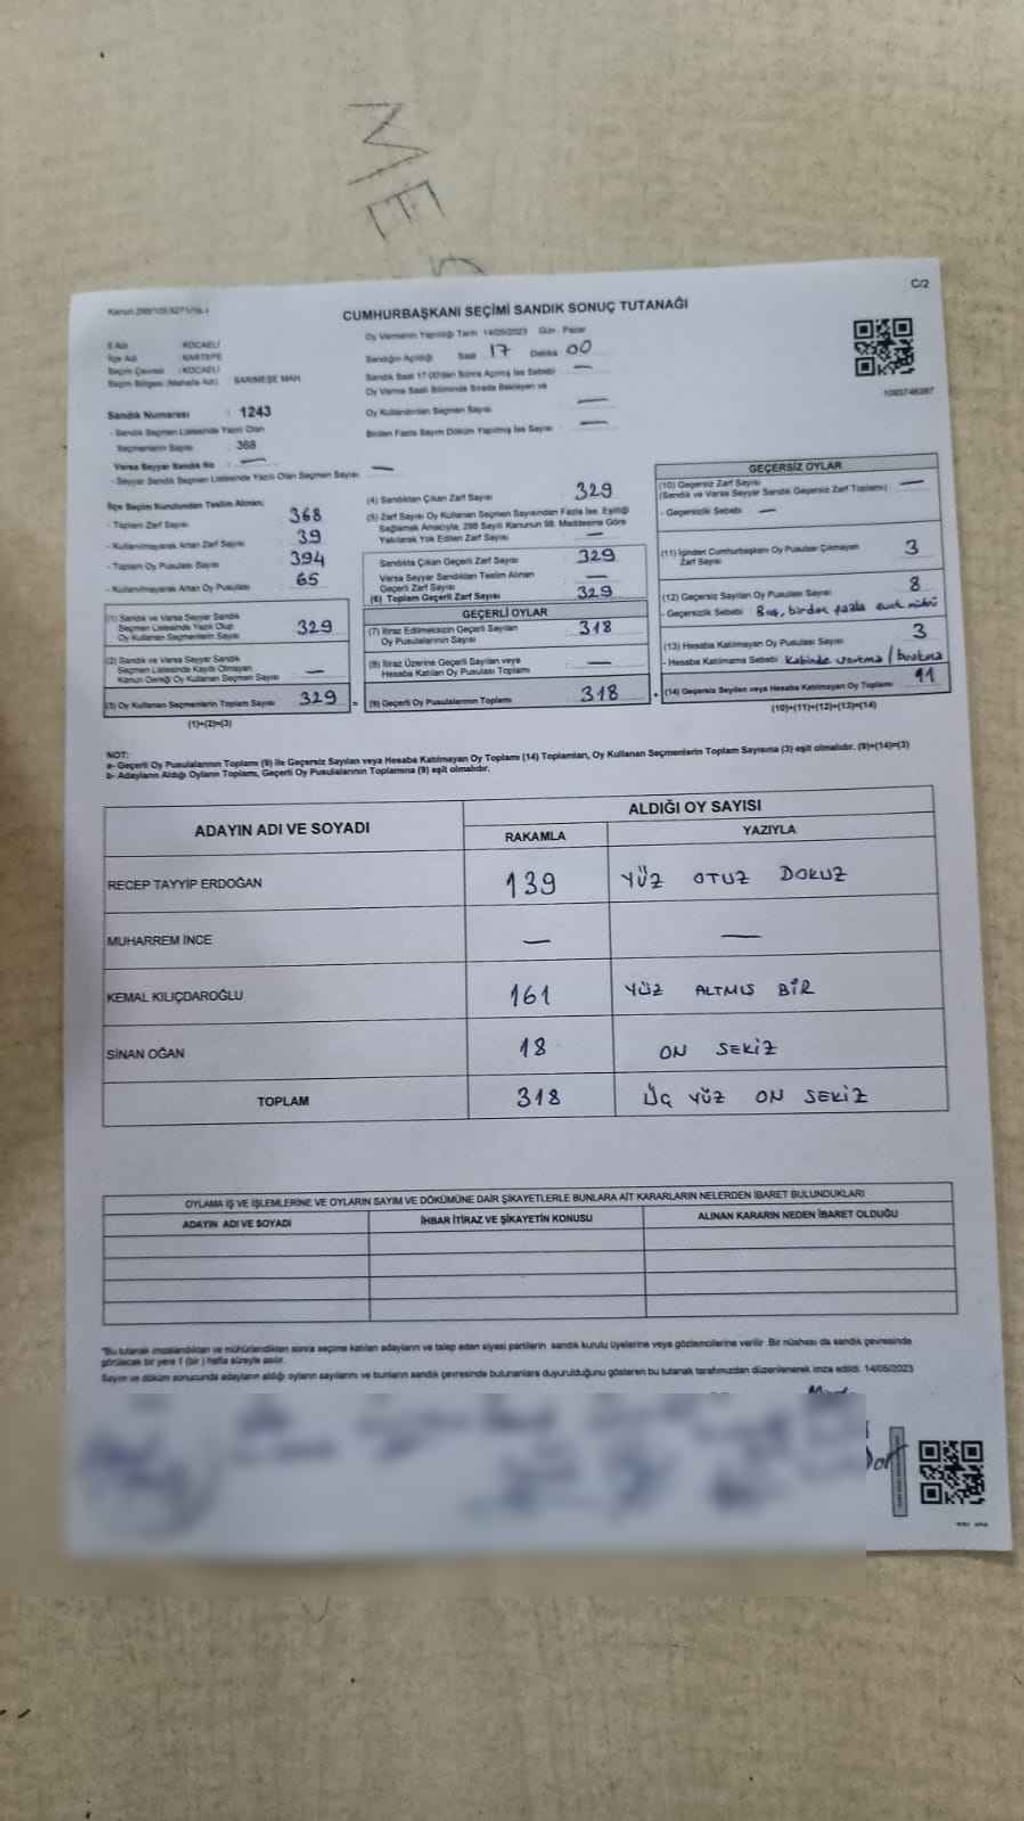 MET
C/2
CUMHURBAŞKANI SEÇİMİ SANDIK SONUÇ TUTANAĞI
İl Adı : KOCAELİ
İlçe Adı : KARTEPE
Seçim Çevresi : KOCAELİ
Seçim Bölgesi (Mahalle Adı) SARIMEŞE MAH.
Oy Vermenin Yapıldığı Tarih 14/05/2023 Gün : Pazar
Sandığın Açıldığı Saat 17 Dakika 00
Sandık Saat 17:00'den Sonra Açılmış İse Sebebi —
Oy Verme Saati Bitiminde Sırada Bekleyen ve
Oy Kullandırılan Seçmen Sayısı —
Birden Fazla Sayım Döküm Yapılmış İse Sayısı —
Sandık Numarası : 1243
- Sandık Seçmen Listesinde Yazılı Olan
Seçmenlerin Sayısı 368
Varsa Seyyar Sandık No : —
- Seyyar Sandık Seçmen Listesinde Yazılı Olan Seçmen Sayısı —
İlçe Seçim Kurulundan Teslim Alınan;
- Toplam Zarf Sayısı 368
- Kullanılmayarak Artan Zarf Sayısı 39
- Toplam Oy Pusulası Sayısı 394
- Kullanılmayarak Artan Oy Pusulası 65
(1) Sandık ve Varsa Seyyar Sandık
Seçmen Listesinde Yazılı Olup
Oy Kullanan Seçmenlerin Sayısı 329
(2) Sandık ve Varsa Seyyar Sandık
Seçmen Listesinde Kayıtlı Olmayan
Kanun Gereği Oy Kullanan Seçmen Sayısı —
(3) Oy Kullanan Seçmenlerin Toplam Sayısı 329
(1)+(2)=(3)
(4) Sandıktan Çıkan Zarf Sayısı 329
(5) Zarf Sayısı Oy Kullanan Seçmen Sayısından Fazla İse, Eşitliği
Sağlamak Amacıyla, 298 Sayılı Kanunun 98. Maddesine Göre
Yakılarak Yok Edilen Zarf Sayısı —
Sandıkta Çıkan Geçerli Zarf Sayısı 329
Varsa Seyyar Sandıktan Teslim Alınan
Geçerli Zarf Sayısı —
(6) Toplam Geçerli Zarf Sayısı 329
GEÇERLİ OYLAR
(7) İtiraz Edilmeksizin Geçerli Sayılan
Oy Pusulalarının Sayısı 318
(8) İtiraz Üzerine Geçerli Sayılan veya
Hesaba Katılan Oy Pusulası Toplamı —
(9) Geçerli Oy Pusulalarının Toplamı 318
GEÇERSİZ OYLAR
(10) Geçersiz Zarf Sayısı
(Sandık ve Varsa Seyyar Sandık Geçersiz Zarf Toplamı) —
- Geçersizlik Sebebi —
(11) İçinden Cumhurbaşkanı Oy Pusulası Çıkmayan
Zarf Sayısı 3
(12) Geçersiz Sayılan Oy Pusulası Sayısı 8
- Geçersizlik Sebebi Boş, birden fazla evet mührü
(13) Hesaba Katılmayan Oy Pusulası Sayısı 3
- Hesaba Katılmama Sebebi Kabinde unutma / bırakma
(14) Geçersiz Sayılan veya Hesaba Katılmayan Oy Toplamı 11
(10)+(11)+(12)+(13)=(14)
NOT:
a- Geçerli Oy Pusulalarının Toplamı (9) ile Geçersiz Sayılan veya Hesaba Katılmayan Oy Toplamı (14) Toplamları, Oy Kullanan Seçmenlerin Toplam Sayısına (3) eşit olmalıdır. (9)+(14)=(3)
b- Adayların Aldığı Oyların Toplamı, Geçerli Oy Pusulalarının Toplamına (9) eşit olmalıdır.
ADAYIN ADI VE SOYADI ALDIĞI OY SAYISI
RAKAMLA YAZIYLA
RECEP TAYYİP ERDOĞAN 139 YÜZ OTUZ DOKUZ
MUHARREM İNCE — —
KEMAL KILIÇDAROĞLU 161 YÜZ ALTMIŞ BİR
SİNAN OĞAN 18 ON SEKİZ
TOPLAM 318 ÜÇ YÜZ ON SEKİZ
OYLAMA İŞ VE İŞLEMLERİNE VE OYLARIN SAYIM VE DÖKÜMÜNE DAİR ŞİKAYETLERLE BUNLARA AİT KARARLARIN NELERDEN İBARET BULUNDUKLARI
ADAYIN ADI VE SOYADI İHBAR İTİRAZ VE ŞİKAYETİN KONUSU ALINAN KARARIN NEDEN İBARET OLDUĞU
"Bu tutanak imzalandıktan ve mühürlendikten sonra seçime katılan adayların ve talep eden siyasi partilerin sandık kurulu üyelerine veya gözlemcilerine verilir. Bir nüshası da sandık çevresinde
görülecek bir yere 1 (bir) hafta süreyle asılır.
Sayım ve döküm sonucunda adayların aldığı oyların sayılarını ve bunların sandık çevresinde bulunanlara duyurulduğunu gösteren bu tutanak tarafımızdan düzenlenerek imza edildi. 14/05/2023